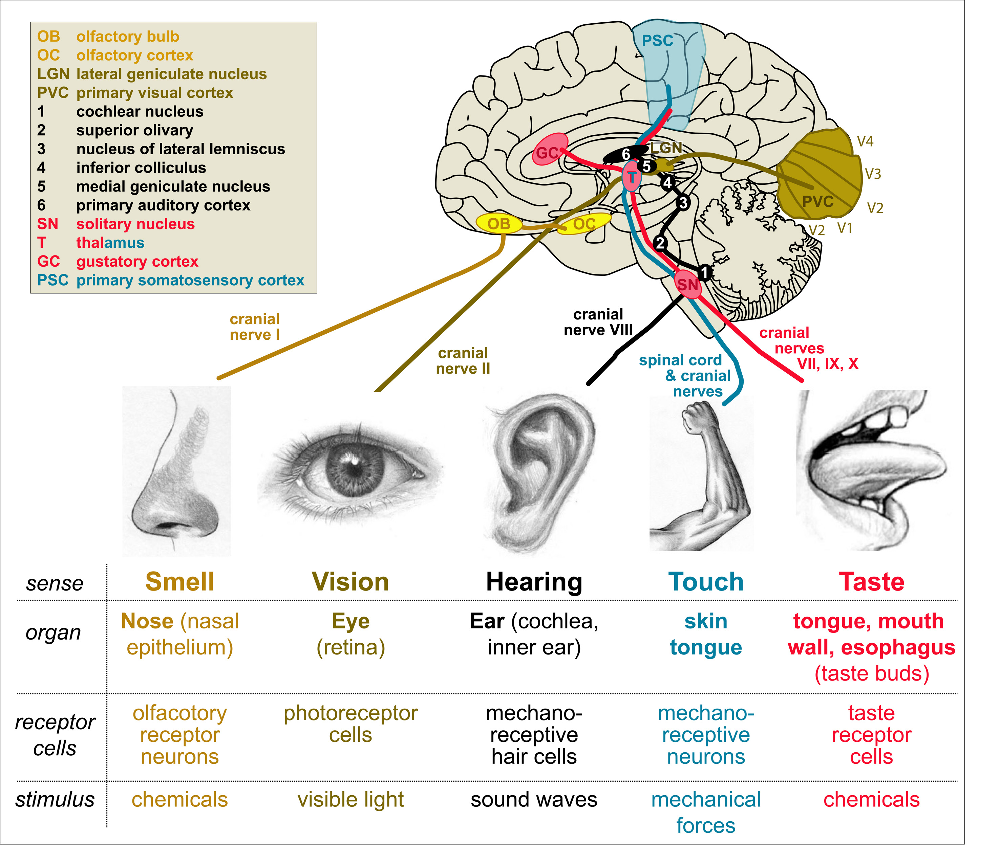 OB olfactory bulb
OC olfactory cortex
LGN lateral geniculate nucleus
PVC primary visual cortex
1 cochlear nucleus
2 superior olivary
3 nucleus of lateral lemniscus
4 inferior colliculus
5 medial geniculate nucleus
6 primary auditory cortex
SN solitary nucleus
T thalamus
GC gustatory cortex
PSC primary somatosensory cortex
PSC
GC
6
LGN
5
T
4
3
OB
OC
2
1
SN
V4
V3
PVC
V2
V2
V1
cranial
nerve I
cranial
nerve II
cranial
nerve VIII
spinal cord
& cranial
nerves
cranial
nerves
VII, IX, X
sense Smell Vision Hearing Touch Taste
organ
Nose (nasal
epithelium)
Eye
(retina)
Ear (cochlea,
inner ear)
skin
tongue
tongue, mouth
wall, esophagus
(taste buds)
receptor
cells
olfacotory
receptor
neurons
photoreceptor
cells
mechano-
receptive
hair cells
mechano-
receptive
neurons
taste
receptor
cells
stimulus
chemicals
visible light
sound waves
mechanical
forces
chemicals